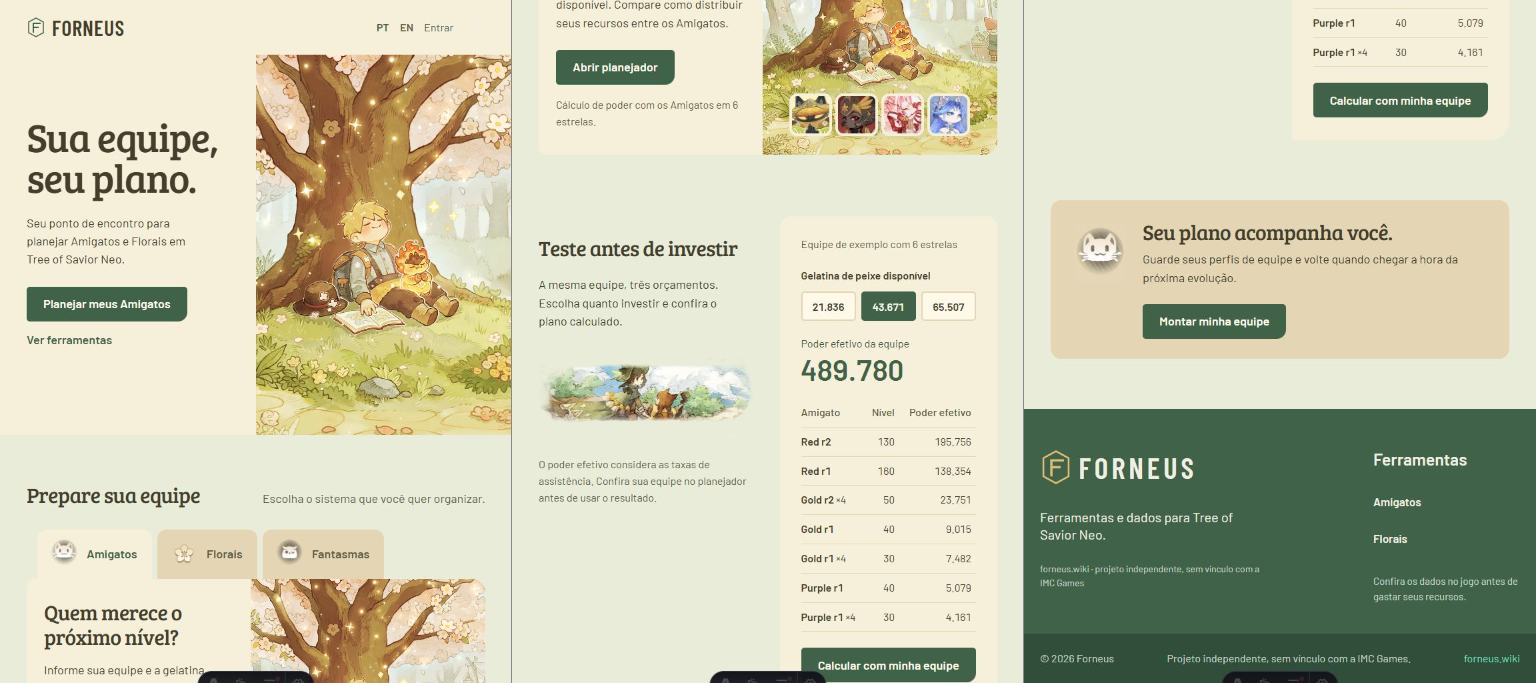 FORNEUS
PT EN Entrar
Sua equipe,
seu plano.
Seu ponto de encontro para
planejar Amigatos e Florais em
Tree of Savior Neo.
Planejar meus Amigatos
Ver ferramentas
Prepare sua equipe
Escolha o sistema que você quer organizar.
Amigatos
Florais
Fantasmas
Quem merece o
próximo nível?
Informe sua equipe e a gelatina
disponível. Compare como distribuir
seus recursos entre os Amigatos.
Abrir planejador
Cálculo de poder com os Amigatos em 6
estrelas.
Teste antes de investir
A mesma equipe, três orçamentos.
Escolha quanto investir e confira o
plano calculado.
O poder efetivo considera as taxas de
assistência. Confira sua equipe no planejador
antes de usar o resultado.
Equipe de exemplo com 6 estrelas
Gelatina de peixe disponível
21.836 43.671 65.507
Poder efetivo da equipe
489.780
Amigato Nível Poder efetivo
Red r2 130 195.756
Red r1 160 138.354
Gold r2 ×4 50 23.751
Gold r1 40 9.015
Gold r1 ×4 30 7.482
Purple r1 40 5.079
Purple r1 ×4 30 4.161
Calcular com minha equipe
Purple r1 40 5.079
Purple r1 ×4 30 4.161
Calcular com minha equipe
Seu plano acompanha você.
Guarde seus perfis de equipe e volte quando chegar a hora da
próxima evolução.
Montar minha equipe
FORNEUS
Ferramentas e dados para Tree of
Savior Neo.
forneus.wiki · projeto independente, sem vínculo com a
IMC Games
Ferramentas
Amigatos
Florais
Confira os dados no jogo antes de
gastar seus recursos.
© 2026 Forneus
Projeto independente, sem vínculo com a IMC Games.
forneus.wiki